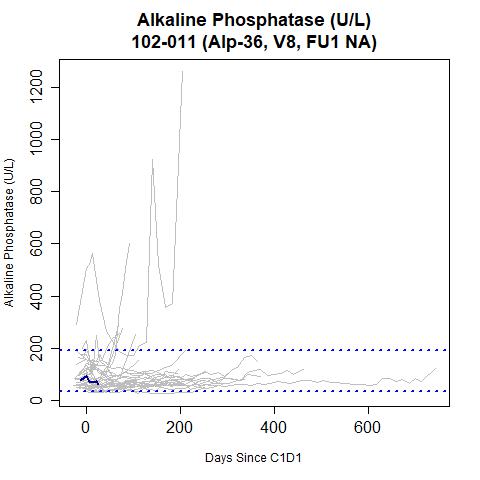 Alkaline Phosphatase (U/L)
102-011 (Alp-36, V8, FU1 NA)
Alkaline Phosphatase (U/L)
1200
1000
800
600
400
200
0
0 200 400 600
Days Since C1D1